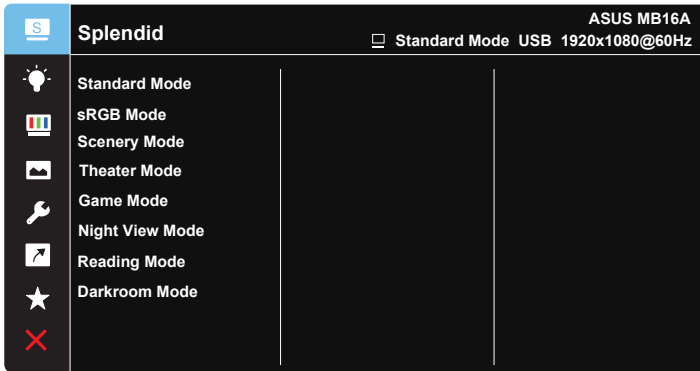 S
Splendid
ASUS MB16A
Standard Mode USB 1920x1080@60Hz
Standard Mode
sRGB Mode
Scenery Mode
Theater Mode
Game Mode
Night View Mode
Reading Mode
Darkroom Mode